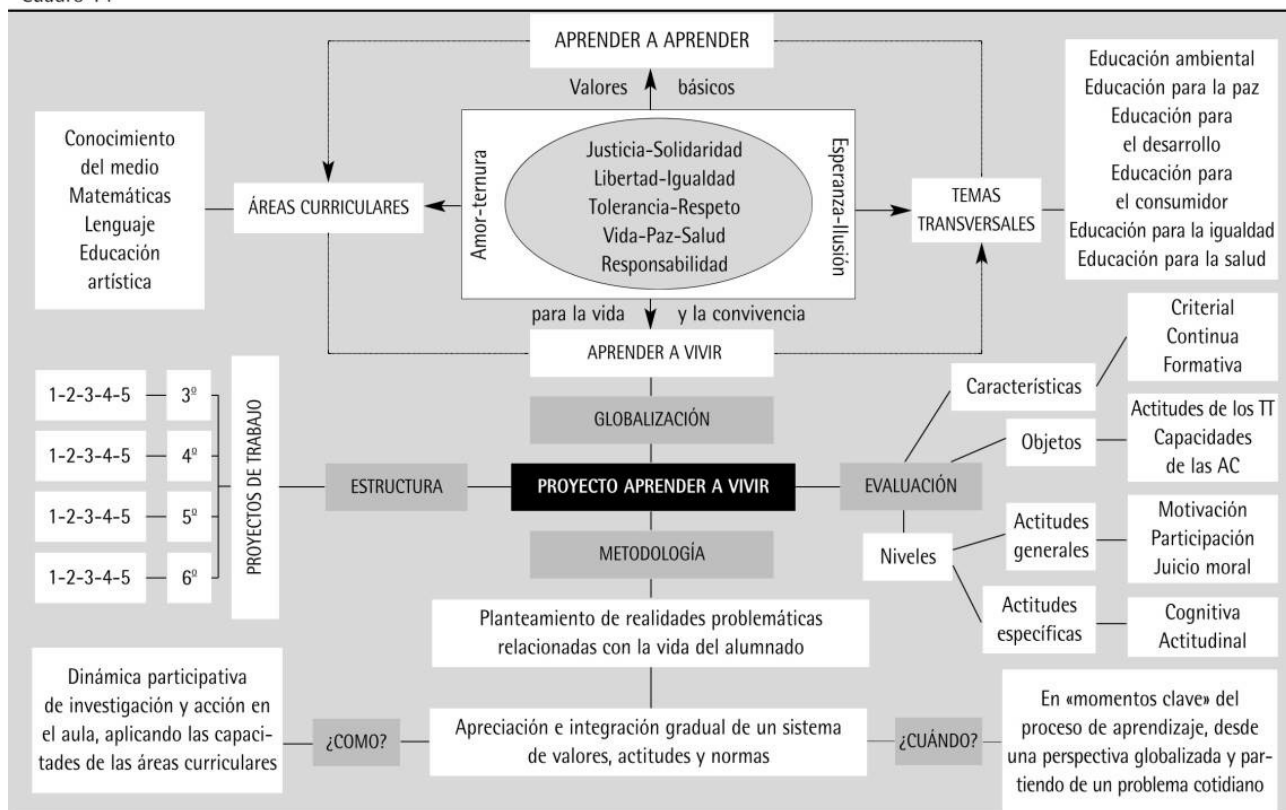 APRENDER A APRENDER
Valores básicos
Conocimiento
del medio
Matemáticas
Lenguaje
Educación
artística
ÁREAS CURRICULARES
Amor-ternura
Justicia-Solidaridad
Libertad-Igualdad
Tolerancia-Respeto
Vida-Paz-Salud
Responsabilidad
Esperanza-Ilusión
TEMAS
TRANSVERSALES
Educación ambiental
Educación para la paz
Educación para
el desarrollo
Educación para
el consumidor
Educación para la igualdad
Educación para la salud
para la vida y la convivencia
APRENDER A VIVIR
GLOBALIZACIÓN
PROYECTO APRENDER A VIVIR
ESTRUCTURA
PROYECTOS DE TRABAJO
1-2-3-4-5 3º
1-2-3-4-5 4º
1-2-3-4-5 5º
1-2-3-4-5 6º
EVALUACIÓN
Características
Criterial
Continua
Formativa
Objetos
Actitudes de los TT
Capacidades
de las AC
Niveles
Actitudes
generales
Motivación
Participación
Juicio moral
Actitudes
específicas
Cognitiva
Actitudinal
METODOLOGÍA
Planteamiento de realidades problemáticas
relacionadas con la vida del alumnado
Dinámica participativa
de investigación y acción en
el aula, aplicando las capaci-
tades de las áreas curriculares
¿COMO?
Apreciación e integración gradual de un sistema
de valores, actitudes y normas
¿CUÁNDO?
En «momentos clave» del
proceso de aprendizaje, desde
una perspectiva globalizada y par-
tiendo de un problema cotidiano